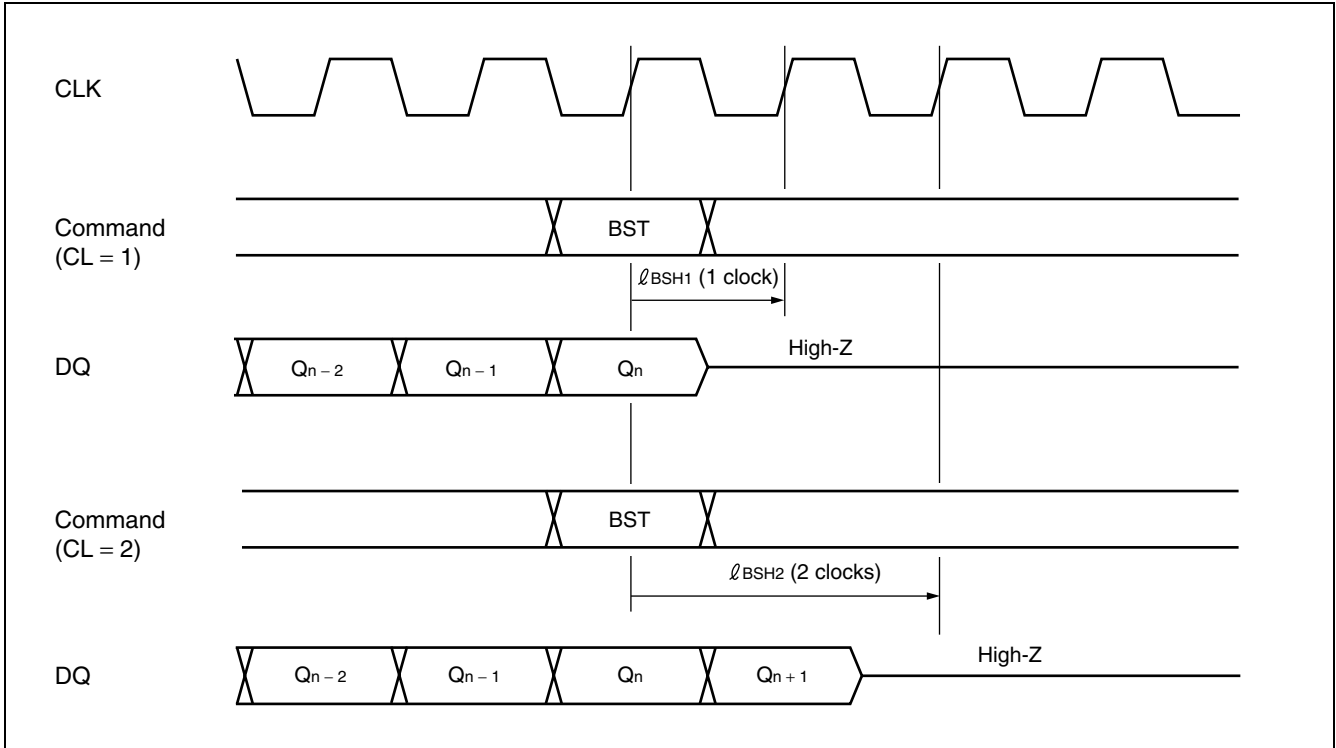 CLK
Command
(CL = 1)
BST
ℓBSH1 (1 clock)
DQ
Qn – 2
Qn – 1
Qn
High-Z
Command
(CL = 2)
BST
ℓBSH2 (2 clocks)
DQ
Qn – 2
Qn – 1
Qn
Qn + 1
High-Z